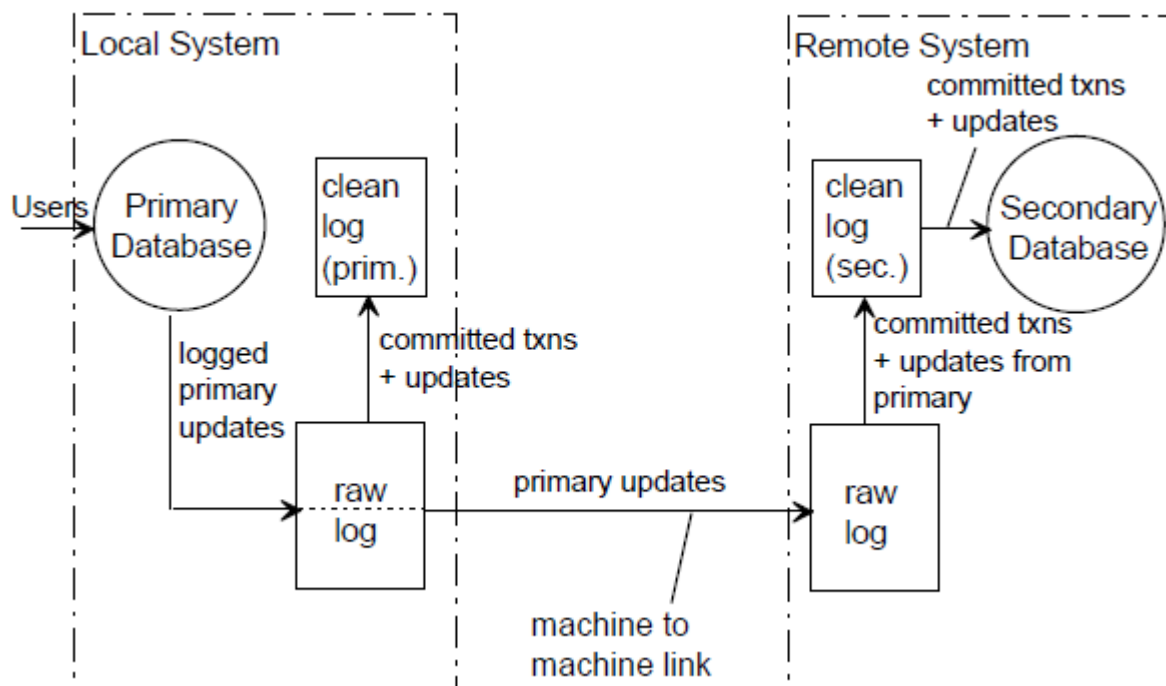 Local System
Remote System
committed txns
+ updates
Users
Primary
Database
clean
log
(prim.)
clean
log
(sec.)
Secondary
Database
logged
primary
updates
committed txns
+ updates
committed txns
+ updates from
primary
raw
log
primary updates
raw
log
machine to
machine link